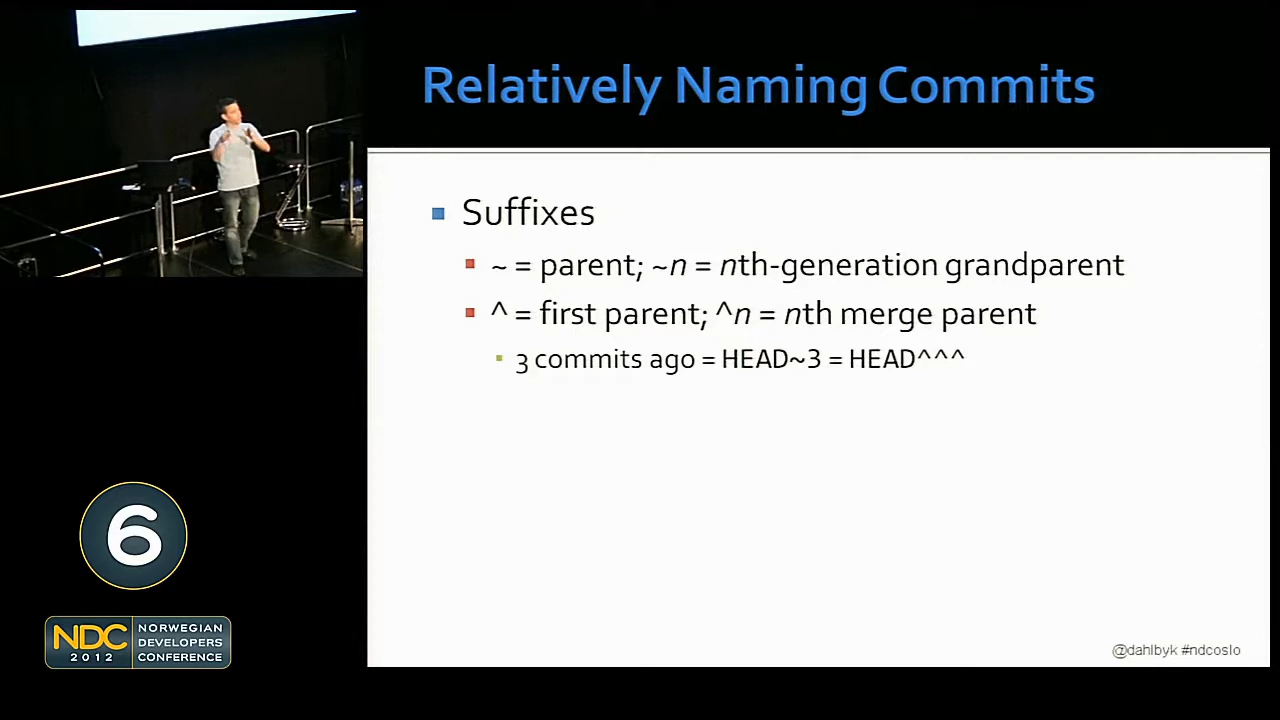 Relatively Naming Commits
Suffixes
~ = parent; ~n = nth-generation grandparent
^ = first parent; ^n = nth merge parent
3 commits ago = HEAD~3 = HEAD^^^
6
NDC
2012
NORWEGIAN
DEVELOPERS
CONFERENCE
@dahlbyk #ndcoslo